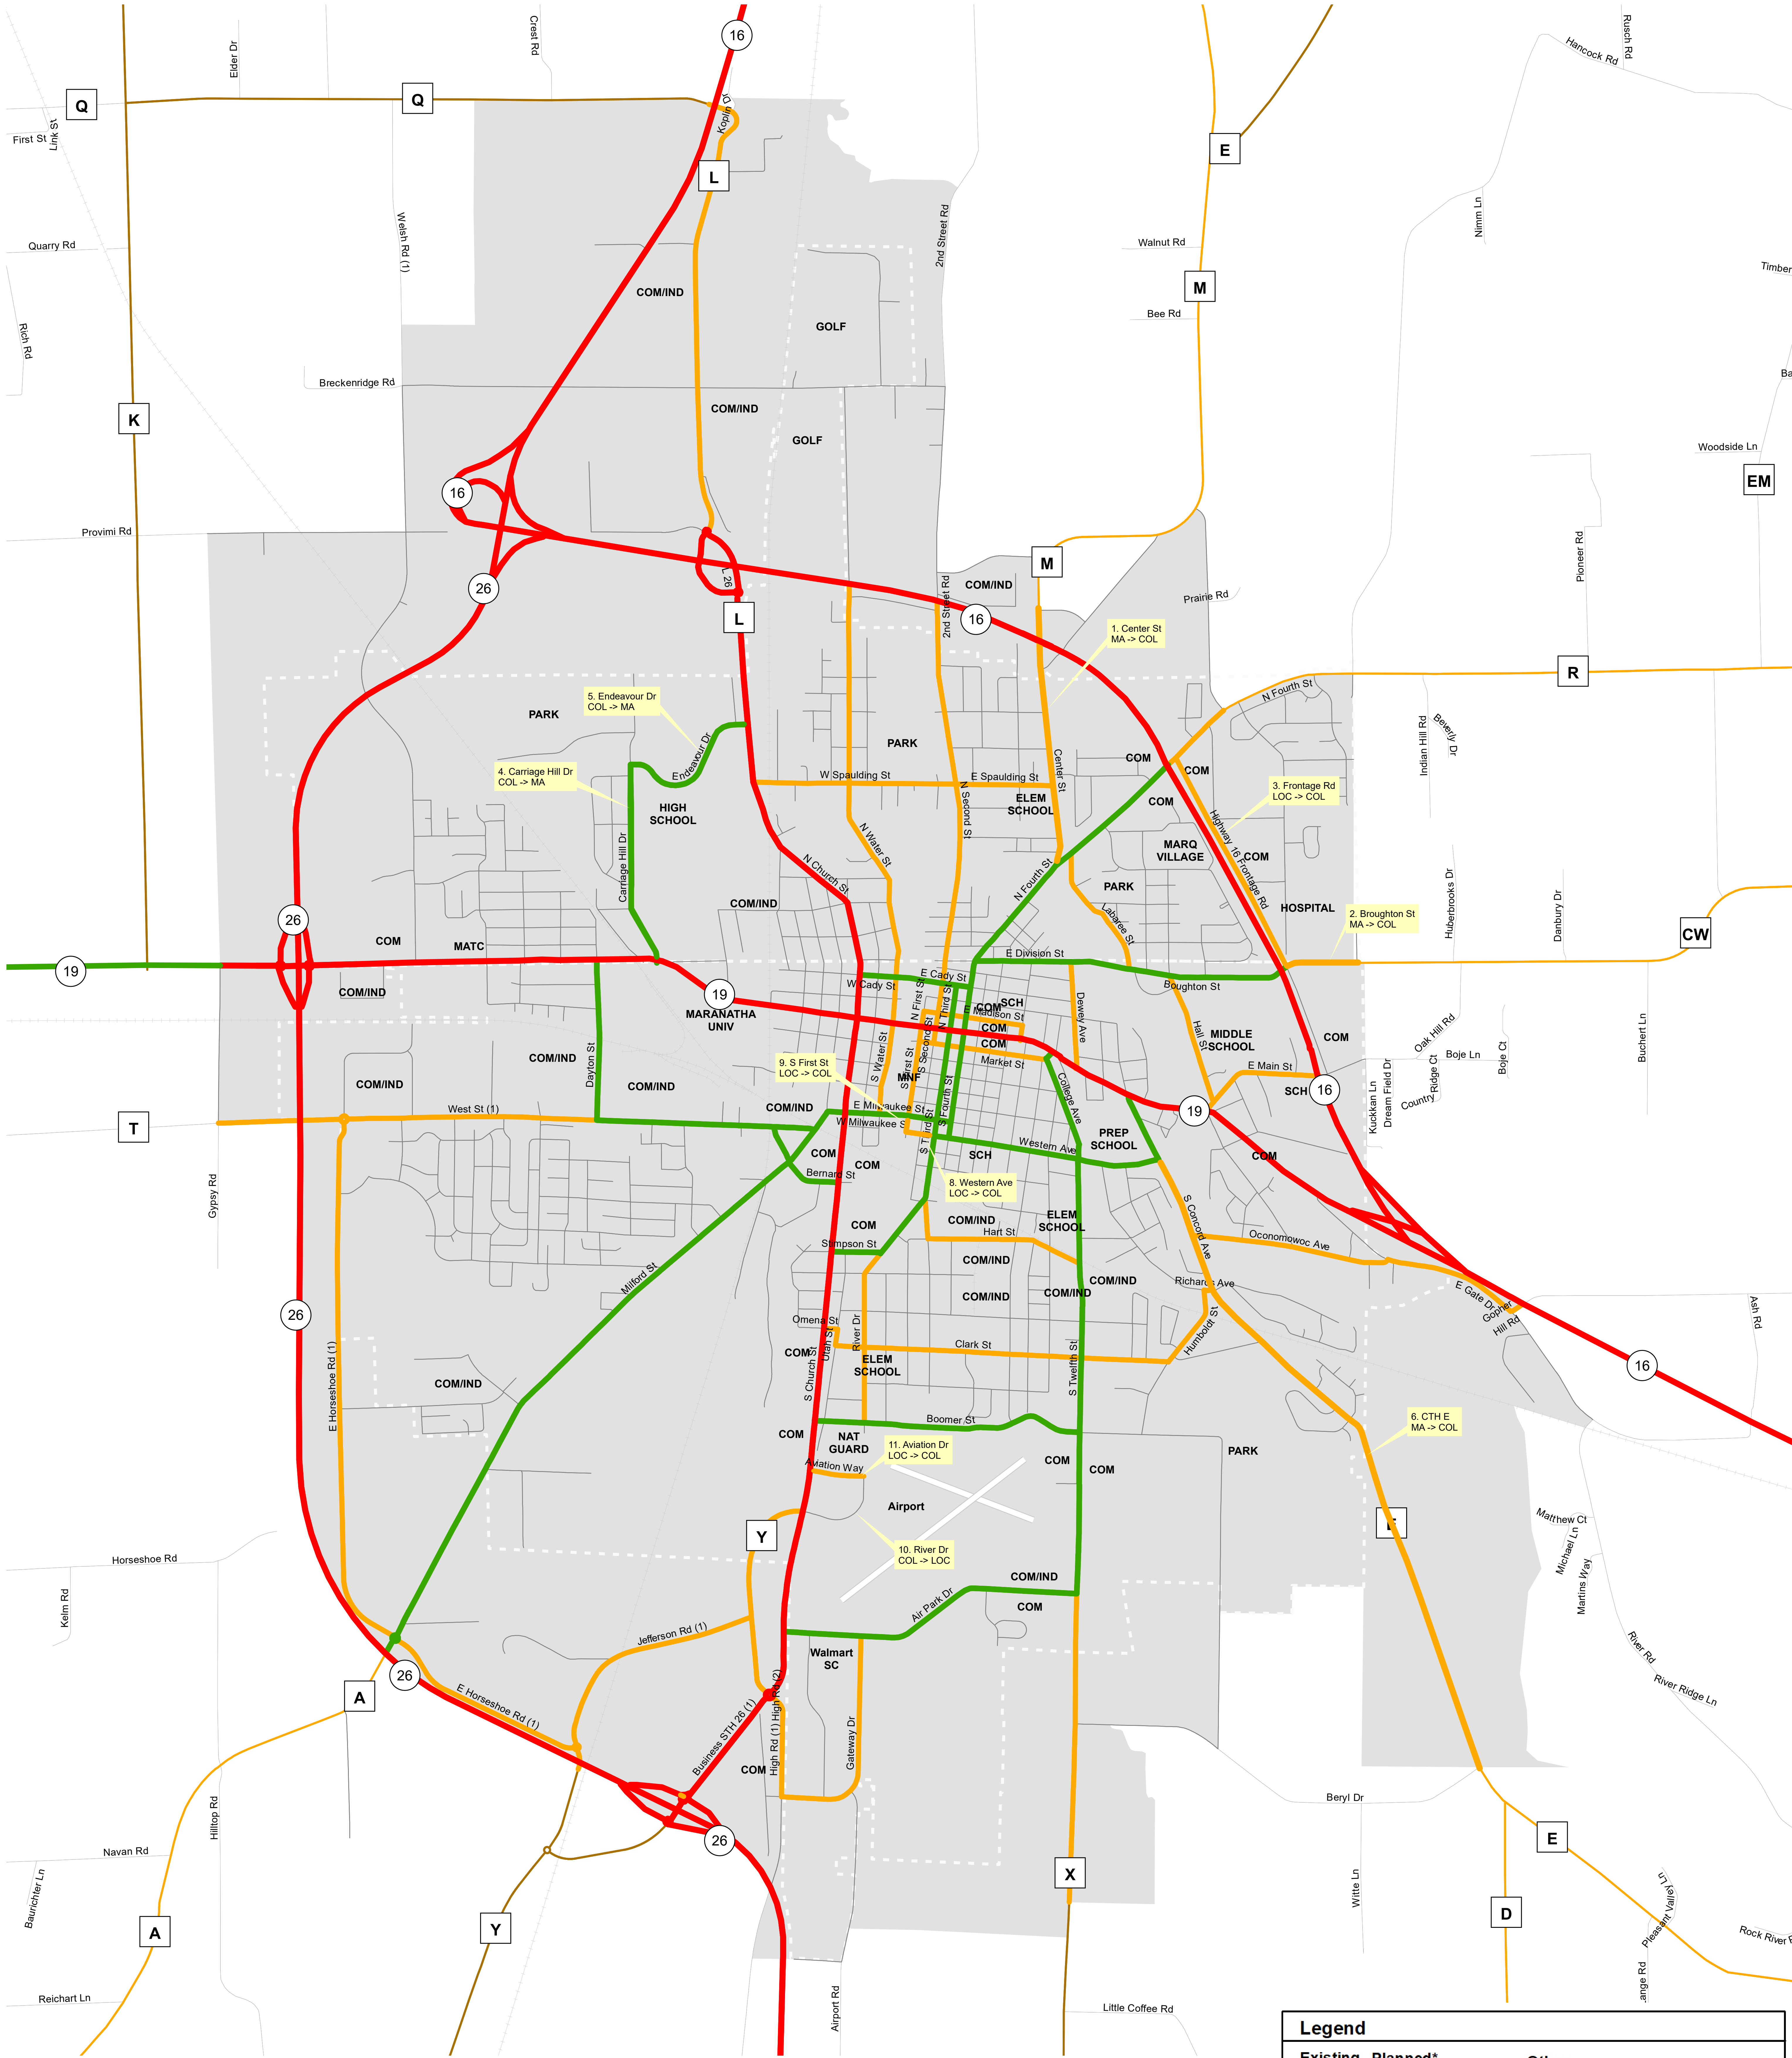 16
Rusch Rd
Crest Rd
Elder Dr
Hancock Rd
Q
Q
Link St
First St
Koplin Dr
E
L
Nimm Ln
Welsh Rd (1)
2nd Street Rd
Quarry Rd
Walnut Rd
M
COM/IND
Bee Rd
GOLF
Rich Rd
Breckenridge Rd
K
COM/IND
GOLF
Woodside Ln
EM
16
Provimi Rd
Pioneer Rd
M
L 26
26
COM/IND
2nd Street Rd
Prairie Rd
L
16
1. Center St
MA -> COL
R
N Fourth St
5. Endeavour Dr
COL -> MA
PARK
Endeavour Dr
PARK
Indian Hill Rd
Beverly Dr
Center St
COM
COM
4. Carriage Hill Dr
COL -> MA
W Spaulding St
E Spaulding St
3. Frontage Rd
LOC -> COL
ELEM
SCHOOL
COM
HIGH
SCHOOL
N Second St
Highway 16 Frontage Rd
N Water St
MARQ
VILLAGE
COM
Carriage Hill Dr
N Church St
N Fourth St
PARK
COM/IND
Labaree St
HOSPITAL
2. Broughton St
MA -> COL
Huberbrooks Dr
Danbury Dr
26
COM
MATC
CW
E Division St
19
E Cady St
W Cady St
Boughton St
COM/IND
19
N First St
N Third St
COM
SCH
Dewey Ave
E Madison St
MARANATHA
UNIV
COM
COM
Hall St
MIDDLE
SCHOOL
COM
Oak Hill Rd
Buchert Ln
S Second St
Market St
S Water St
Dayton St
COM/IND
9. S First St
LOC -> COL
Boje Ln
Boje Ct
E Main St
Ridge Ct
Country
COM/IND
COM/IND
MNF
College Ave
SCH
16
Kuckkan Ln
Dream Field Dr
West St (1)
COM/IND
E Milwaukee St
S Fourth St
19
T
W Milwaukee S
S Third St
PREP
SCHOOL
Western Ave
COM
COM
SCH
COM
Bernard St
8. Western Ave
LOC -> COL
Gypsy Rd
S Concord Ave
COM
COM/IND
ELEM
SCHOOL
Hart St
Oconomowoc Ave
Stimpson St
COM/IND
Milford St
COM/IND
Richards Ave
COM/IND
COM/IND
E Gate Dr
Gopher
Hill Rd
26
Omena St
Utah St
River Dr
Humboldt St
Ash Rd
E Horseshoe Rd (1)
COM
Clark St
S Twelfth St
16
ELEM
SCHOOL
COM/IND
S Church St
6. CTH E
MA -> COL
Boomer St
COM
NAT
GUARD
11. Aviation Dr
LOC -> COL
PARK
COM
COM
Aviation Way
Airport
Matthew Ct
Y
Michael Ln
Horseshoe Rd
10. River Dr
COL -> LOC
COM/IND
Martins Way
Kelm Rd
COM
Air Park Dr
Jefferson Rd (1)
River Rd
Walmart
SC
26
A
River Ridge Ln
E Horseshoe Rd (1)
High Rd (2)
Business STH 26 (1)
High Rd (1)
Gateway Dr
COM
Hilltop Rd
Beryl Dr
26
E
Navan Rd
X
Witte Ln
Baurichter Ln
Pleasant Valley Ln
D
Y
A
Rock River
Reichart Ln
Airport Rd
Little Coffee Rd
Legend
Existing Planned*